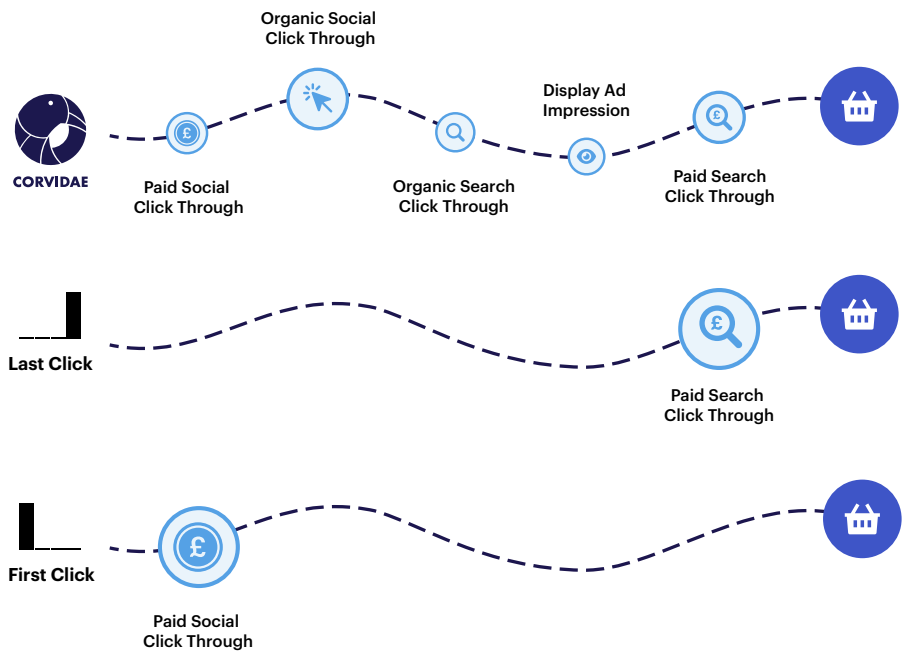 Organic Social
Click Through
Display Ad
Impression
£
£
CORVIDAE
Paid Social
Click Through
Organic Search
Click Through
Paid Search
Click Through
£
Last Click
Paid Search
Click Through
£
First Click
Paid Social
Click Through